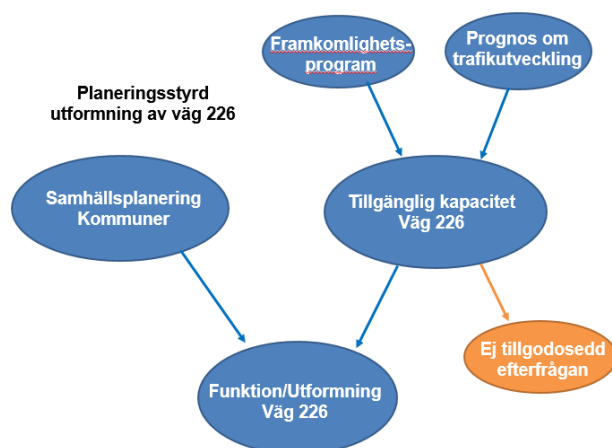 Framkomlighets-
program
Prognos om
trafikutveckling
Planeringsstyrd
utformning av väg 226
Samhällsplanering
Kommuner
Tillgänglig kapacitet
Väg 226
Ej tillgodosedd
efterfrågan
Funktion/Utformning
Väg 226